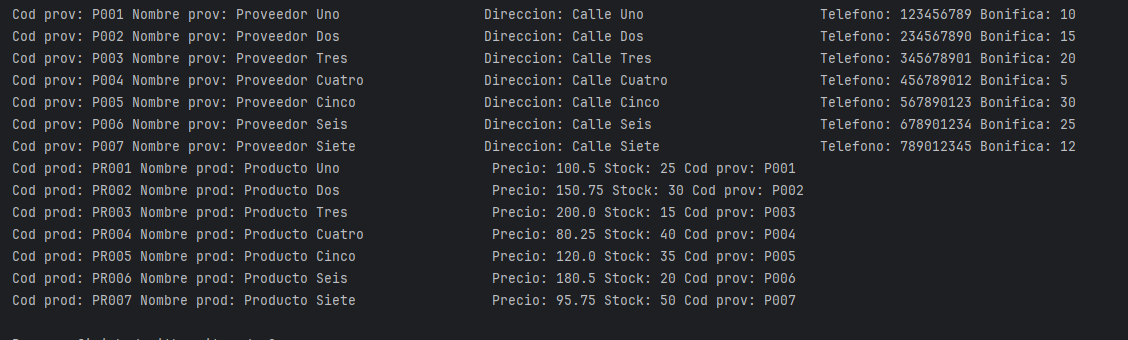 Cod prov: P001 Nombre prov: Proveedor Uno Direccion: Calle Uno Telefono: 123456789 Bonifica: 10
Cod prov: P002 Nombre prov: Proveedor Dos Direccion: Calle Dos Telefono: 234567890 Bonifica: 15
Cod prov: P003 Nombre prov: Proveedor Tres Direccion: Calle Tres Telefono: 345678901 Bonifica: 20
Cod prov: P004 Nombre prov: Proveedor Cuatro Direccion: Calle Cuatro Telefono: 456789012 Bonifica: 5
Cod prov: P005 Nombre prov: Proveedor Cinco Direccion: Calle Cinco Telefono: 567890123 Bonifica: 30
Cod prov: P006 Nombre prov: Proveedor Seis Direccion: Calle Seis Telefono: 678901234 Bonifica: 25
Cod prov: P007 Nombre prov: Proveedor Siete Direccion: Calle Siete Telefono: 789012345 Bonifica: 12
Cod prod: PR001 Nombre prod: Producto Uno Precio: 100.5 Stock: 25 Cod prov: P001
Cod prod: PR002 Nombre prod: Producto Dos Precio: 150.75 Stock: 30 Cod prov: P002
Cod prod: PR003 Nombre prod: Producto Tres Precio: 200.0 Stock: 15 Cod prov: P003
Cod prod: PR004 Nombre prod: Producto Cuatro Precio: 80.25 Stock: 40 Cod prov: P004
Cod prod: PR005 Nombre prod: Producto Cinco Precio: 120.0 Stock: 35 Cod prov: P005
Cod prod: PR006 Nombre prod: Producto Seis Precio: 180.5 Stock: 20 Cod prov: P006
Cod prod: PR007 Nombre prod: Producto Siete Precio: 95.75 Stock: 50 Cod prov: P007